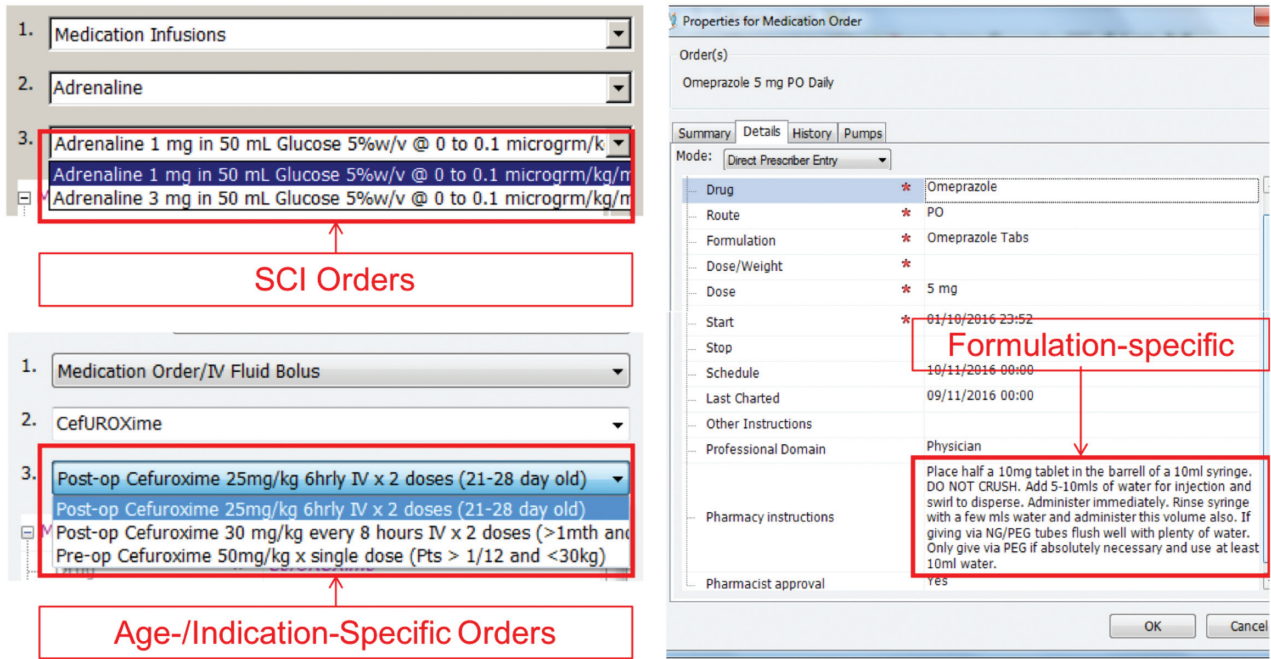 1. Medication Infusions
2. Adrenaline
3. Adrenaline 1 mg in 50 mL Glucose 5%w/v @ 0 to 0.1 microgrm/k
Adrenaline 1 mg in 50 mL Glucose 5%w/v @ 0 to 0.1 microgrm/kg/m
Adrenaline 3 mg in 50 mL Glucose 5%w/v @ 0 to 0.1 microgrm/kg/m
SCI Orders
1. Medication Order/IV Fluid Bolus
2. CefUROXime
3. Post-op Cefuroxime 25mg/kg 6hrly IV x 2 doses (21-28 day old)
Post-op Cefuroxime 25mg/kg 6hrly IV x 2 doses (21-28 day old)
Post-op Cefuroxime 30 mg/kg every 8 hours IV x 2 doses (>1mth and
Pre-op Cefuroxime 50mg/kg x single dose (Pts > 1/12 and <30kg)
Age-/Indication-Specific Orders
Properties for Medication Order
Order(s)
Omeprazole 5 mg PO Daily
Summary Details History Pumps
Mode: Direct Prescriber Entry
Drug * Omeprazole
Route * PO
Formulation * Omeprazole Tabs
Dose/Weight *
Dose * 5 mg
Start * 01/10/2016 23:52
Formulation-specific
Stop
Schedule 10/11/2016 00:00
Last Charted 09/11/2016 00:00
Other Instructions
Professional Domain Physician
Pharmacy instructions
Place half a 10mg tablet in the barrell of a 10ml syringe.
DO NOT CRUSH. Add 5-10mls of water for injection and
swirl to disperse. Administer immediately. Rinse syringe
with a few mls water and administer this volume also. If
giving via NG/PEG tubes flush well with plenty of water.
Only give via PEG if absolutely necessary and use at least
10ml water.
Pharmacist approval Yes
OK Cancel